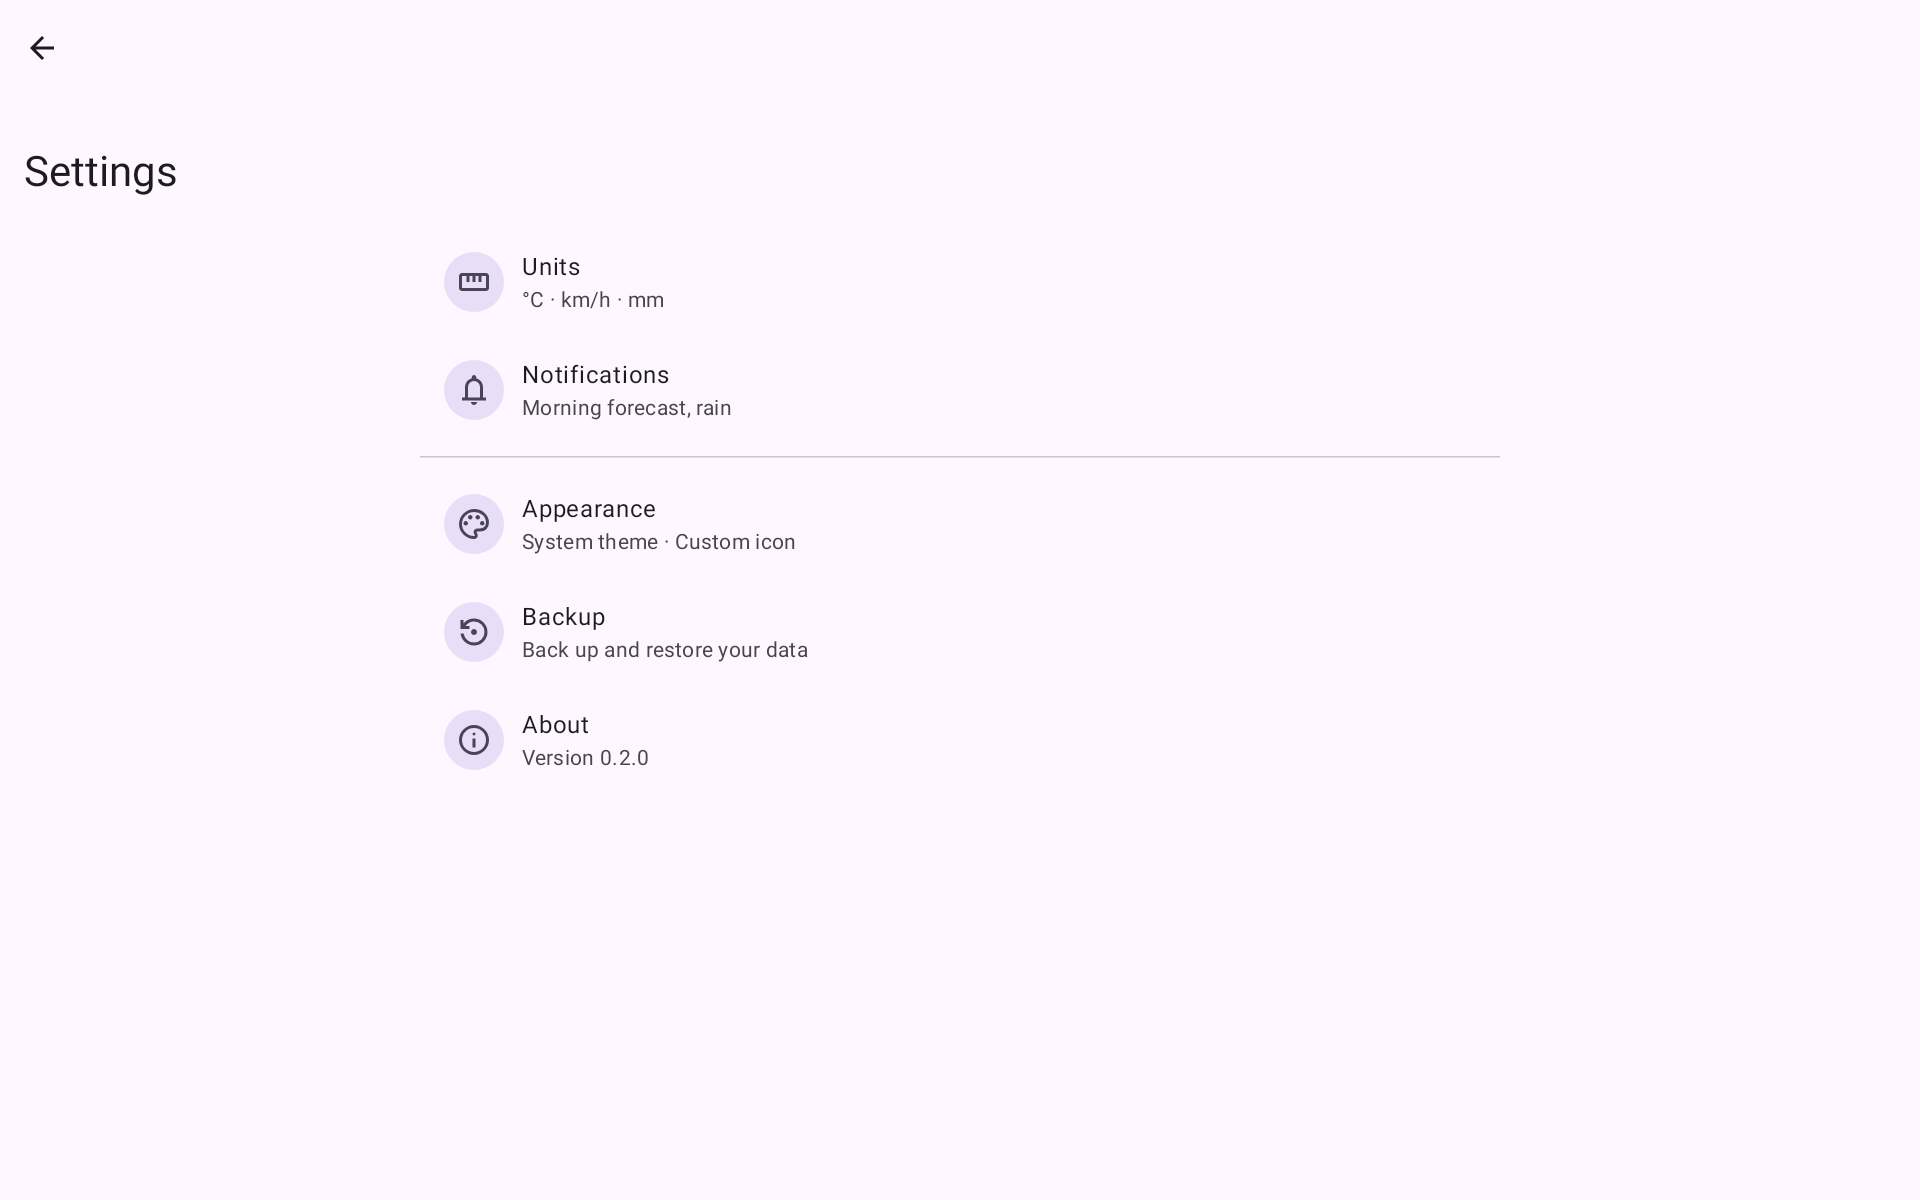 Settings
Units
°C · km/h · mm
Notifications
Morning forecast, rain
Appearance
System theme · Custom icon
Backup
Back up and restore your data
About
Version 0.2.0